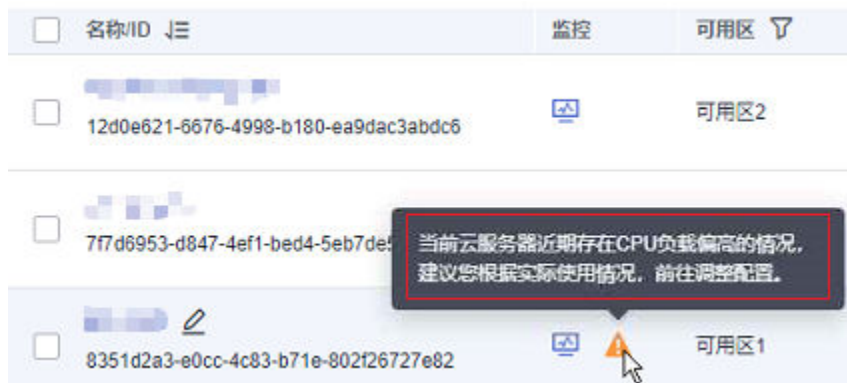 名称/ID
监控
可用区
12d0e621-6676-4998-b180-ea9dac3abdc6
可用区2
7f7d6953-d847-4ef1-bed4-5eb7de5
当前云服务器近期存在CPU负载偏高的情况，
建议您根据实际使用情况，前往调整配置。
8351d2a3-e0cc-4c83-b71e-802f26727e82
可用区1